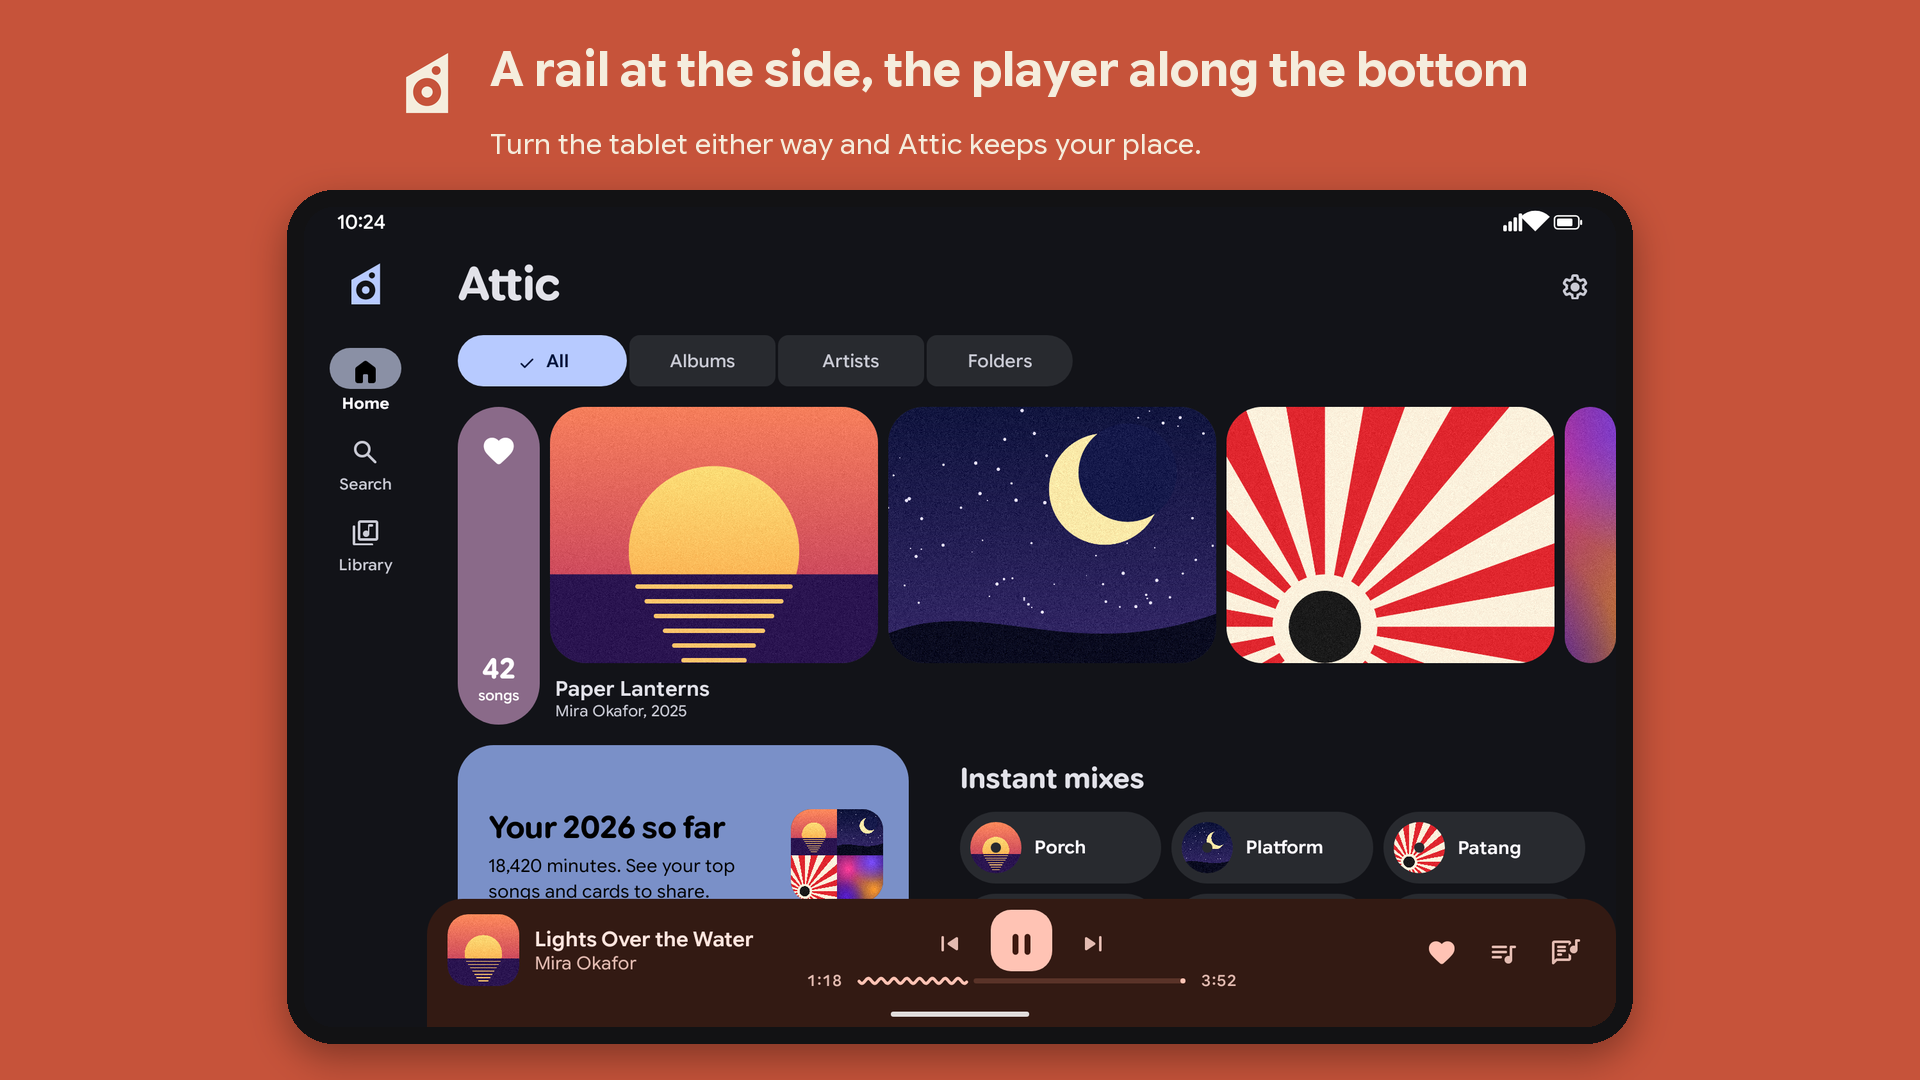 A rail at the side, the player along the bottom
Turn the tablet either way and Attic keeps your place.
10:24
Attic
All
Albums
Artists
Folders
Home
Search
Library
42
songs
Paper Lanterns
Mira Okafor, 2025
Your 2026 so far
18,420 minutes. See your top
songs and cards to share.
Instant mixes
Porch
Platform
Patang
Lights Over the Water
Mira Okafor
1:18
3:52